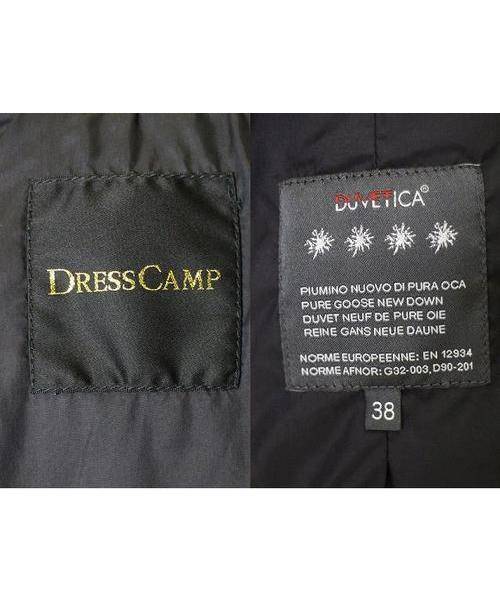 DRESSCAMP
DUVETICA®
PIUMINO NUOVO DI PURA OCA
PURE GOOSE NEW DOWN
DUVET NEUF DE PURE OIE
REINE GANS NEUE DAUNE
NORME EUROPEENNE: EN 12934
NORME AFNOR: G32-003, D90-201
38